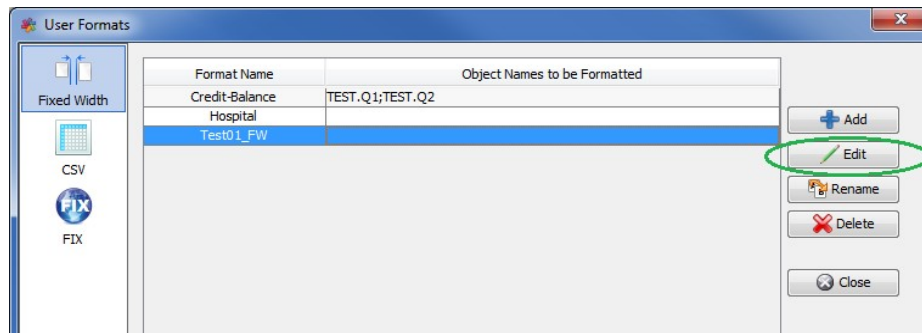 User Formats
Fixed Width
CSV
FIX
FIX
Format Name Object Names to be Formatted
Credit-Balance TEST.Q1;TEST.Q2
Hospital
Test01_FW
Add
Edit
Rename
Delete
Close